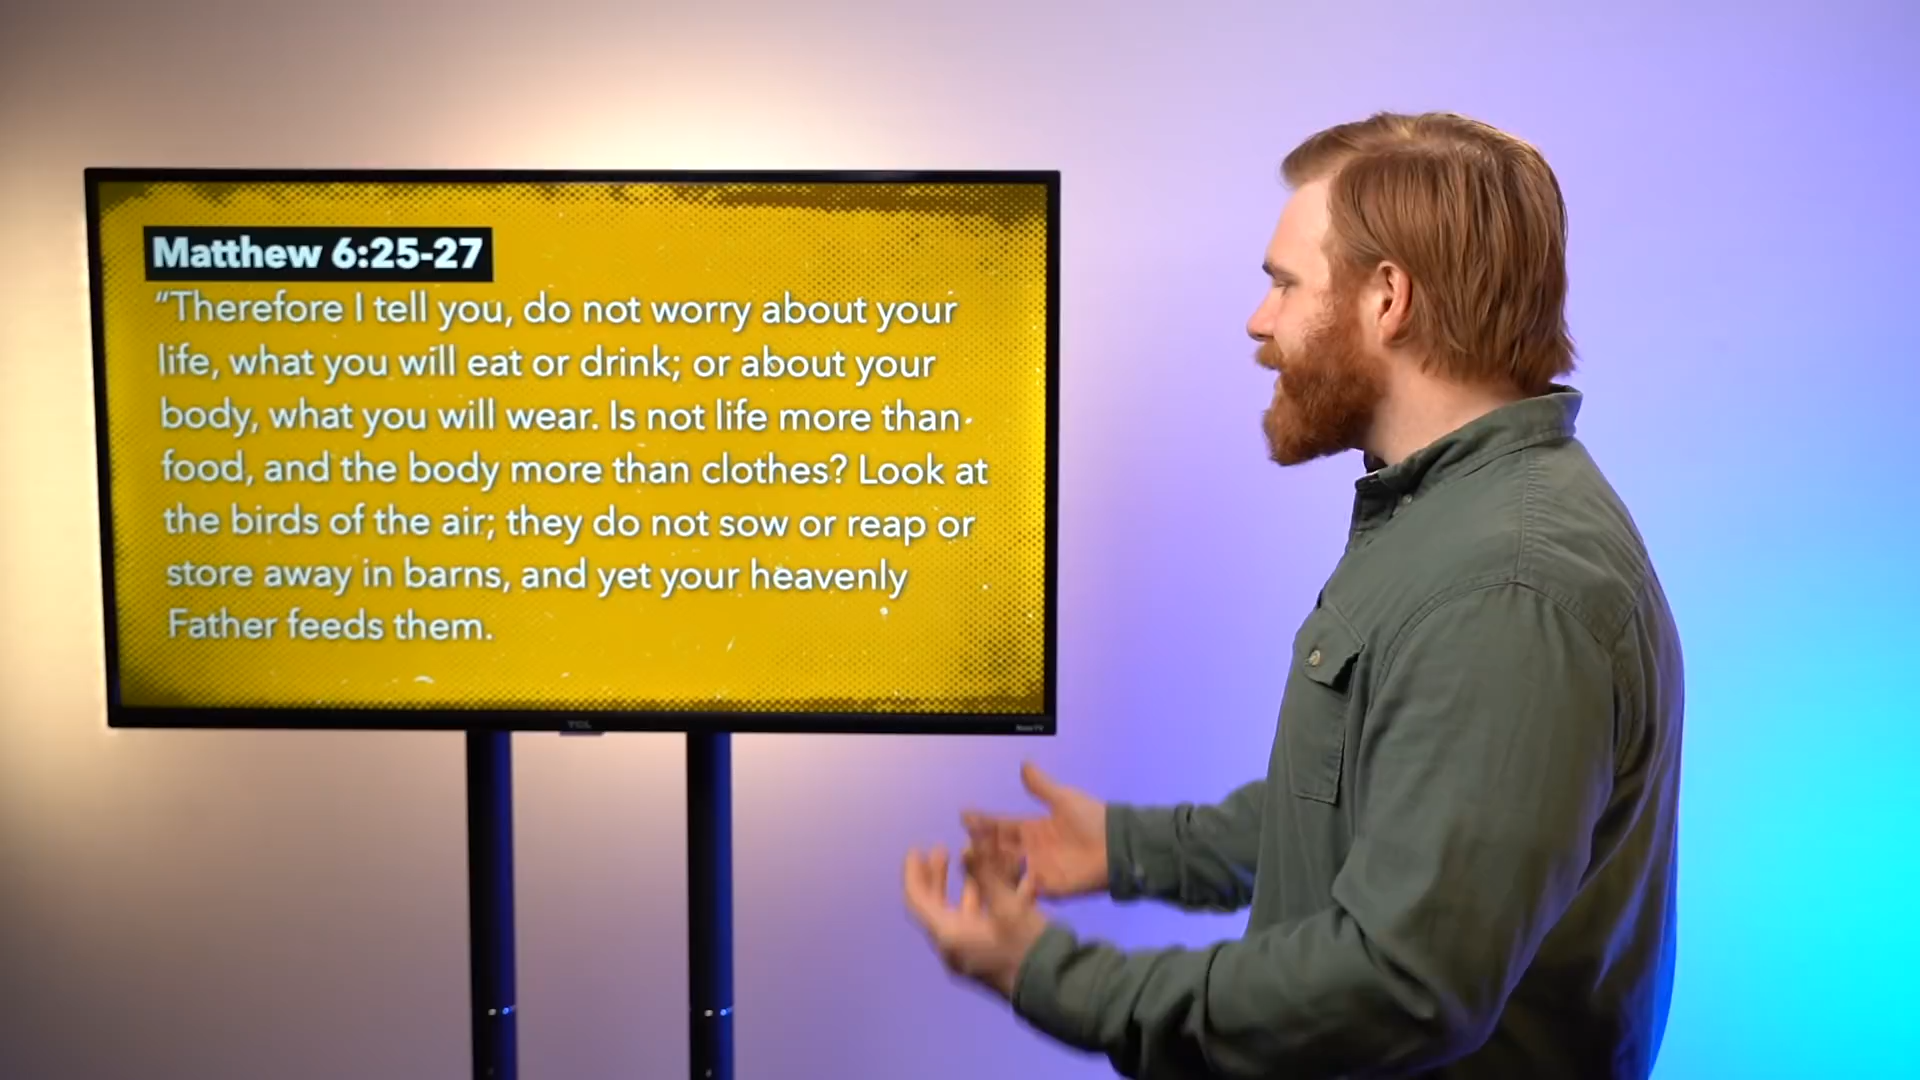 Matthew 6:25-27
“Therefore I tell you, do not worry about your
life, what you will eat or drink; or about your
body, what you will wear. Is not life more than
food, and the body more than clothes? Look at
the birds of the air; they do not sow or reap or
store away in barns, and yet your heavenly
Father feeds them.
TCL
Roku TV